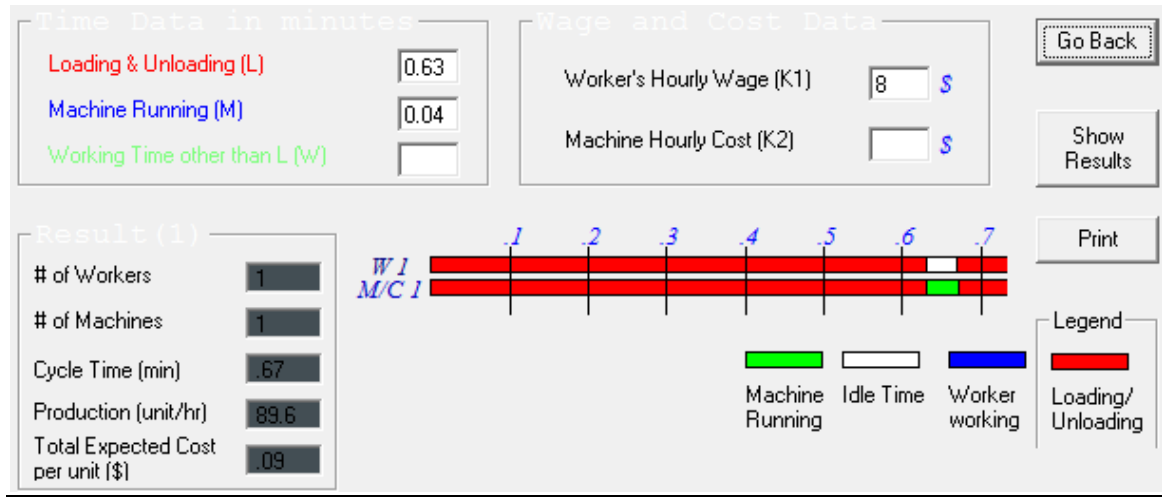 Time Data in minutes
Loading & Unloading (L) 0.63
Machine Running (M) 0.04
Working Time other than L (W)
Wage and Cost Data
Worker's Hourly Wage (K1) 8 $
Machine Hourly Cost (K2) $
Go Back
Show
Results
Print
Result(1)
# of Workers 1
# of Machines 1
Cycle Time (min) .67
Production (unit/hr) 89.6
Total Expected Cost
per unit ($) .09
.1 .2 .3 .4 .5 .6 .7
W 1
M/C 1
Machine
Running
Idle Time
Worker
working
Legend
Loading/
Unloading